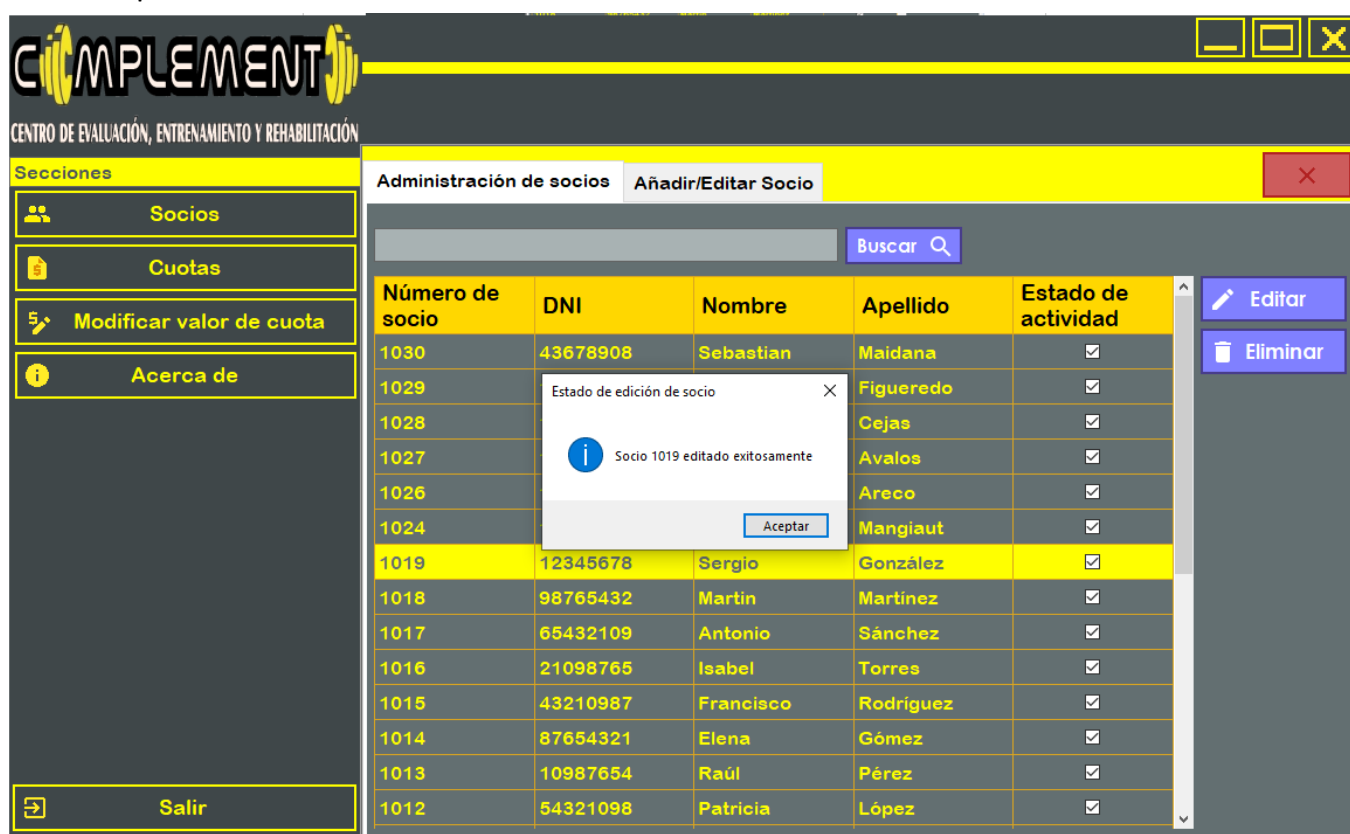 COMPLEMENTO
CENTRO DE EVALUACIÓN, ENTRENAMIENTO Y REHABILITACIÓN
Secciones
Socios
Cuotas
Modificar valor de cuota
Acerca de
Salir
Administración de socios Añadir/Editar Socio
Buscar
Número de socio DNI Nombre Apellido Estado de actividad
1030 43678908 Sebastian Maidana
1029 Figueredo
1028 Cejas
1027 Avalos
1026 Areco
1024 Mangiaut
1019 12345678 Sergio González
1018 98765432 Martin Martínez
1017 65432109 Antonio Sánchez
1016 21098765 Isabel Torres
1015 43210987 Francisco Rodríguez
1014 87654321 Elena Gómez
1013 10987654 Raúl Pérez
1012 54321098 Patricia López
Editar
Eliminar
Estado de edición de socio
Socio 1019 editado exitosamente
Aceptar